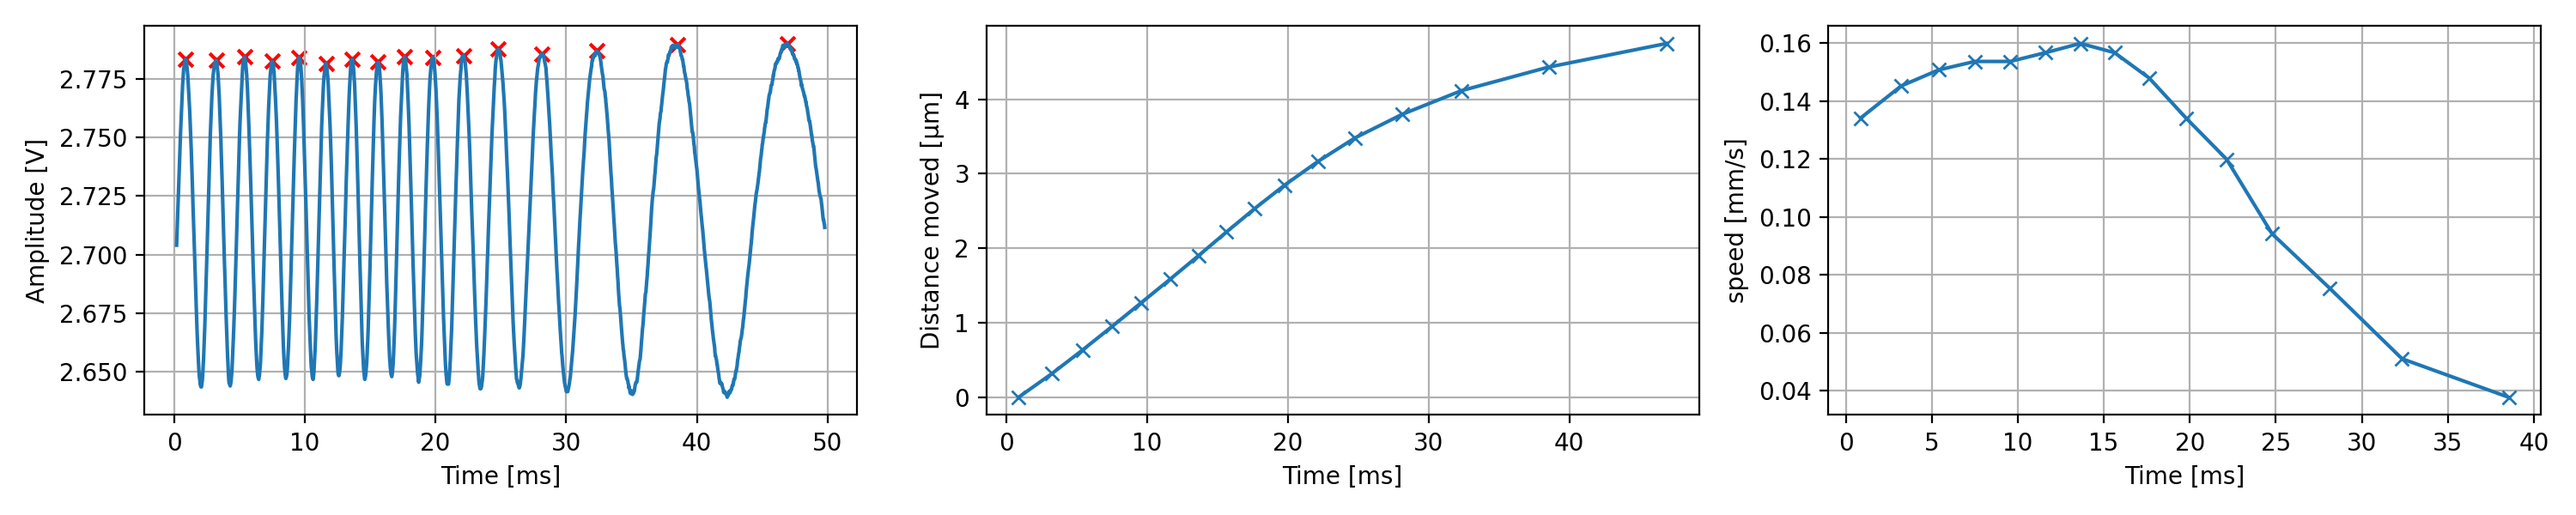 Amplitude [V]
2.775
2.750
2.725
2.700
2.675
2.650
0 10 20 30 40 50
Time [ms]
Distance moved [μm]
4
3
2
1
0
0 10 20 30 40
Time [ms]
speed [mm/s]
0.16
0.14
0.12
0.10
0.08
0.06
0.04
0 5 10 15 20 25 30 35 40
Time [ms]